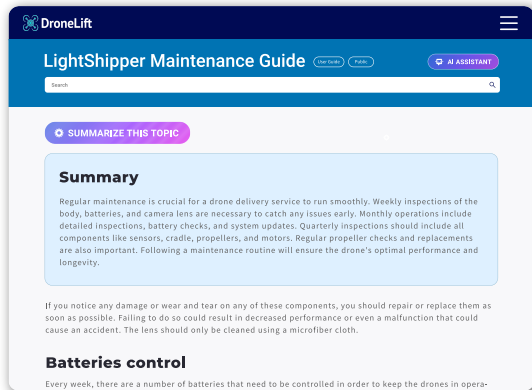 DroneLift
LightShipper Maintenance Guide
User Guide
Public
AI ASSISTANT
Search
SUMMARIZE THIS TOPIC
Summary
Regular maintenance is crucial for a drone delivery service to run smoothly. Weekly inspections of the
body, batteries, and camera lens are necessary to catch any issues early. Monthly operations include
detailed inspections, battery checks, and system updates. Quarterly inspections should include all
components like sensors, cradle, propellers, and motors. Regular propeller checks and replacements
are also important. Following a maintenance routine will ensure the drone's optimal performance and
longevity.
If you notice any damage or wear and tear on any of these components, you should repair or replace them as
soon as possible. Failing to do so could result in decreased performance or even a malfunction that could
cause an accident. The lens should only be cleaned using a microfiber cloth.
Batteries control
Every week, there are a number of batteries that need to be controlled in order to keep the drones in opera-